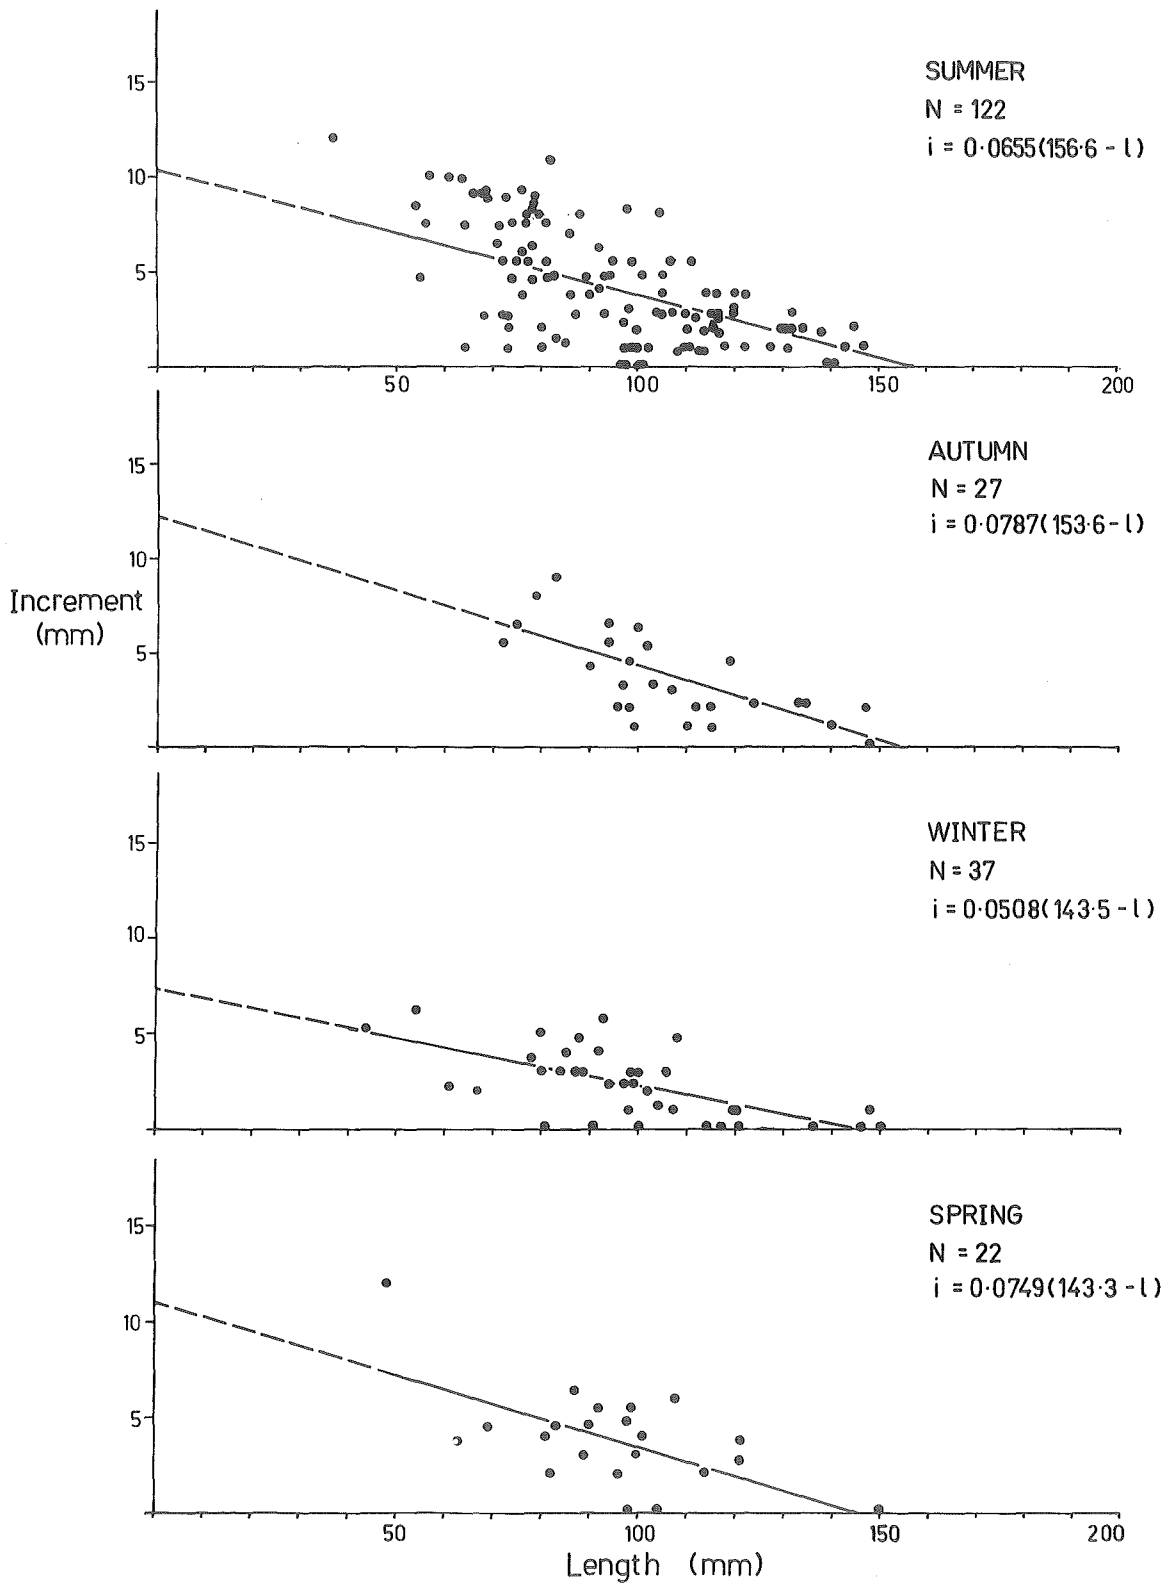 SUMMER
N = 122
i = 0·0655(156·6 - l)
15
10
5
50 100 150 200
AUTUMN
N = 27
i = 0·0787(153·6 - l)
15
10
5
Increment
(mm)
WINTER
N = 37
i = 0·0508(143·5 - l)
15
10
5
SPRING
N = 22
i = 0·0749(143·3 - l)
15
10
5
50 100 150 200
Length (mm)